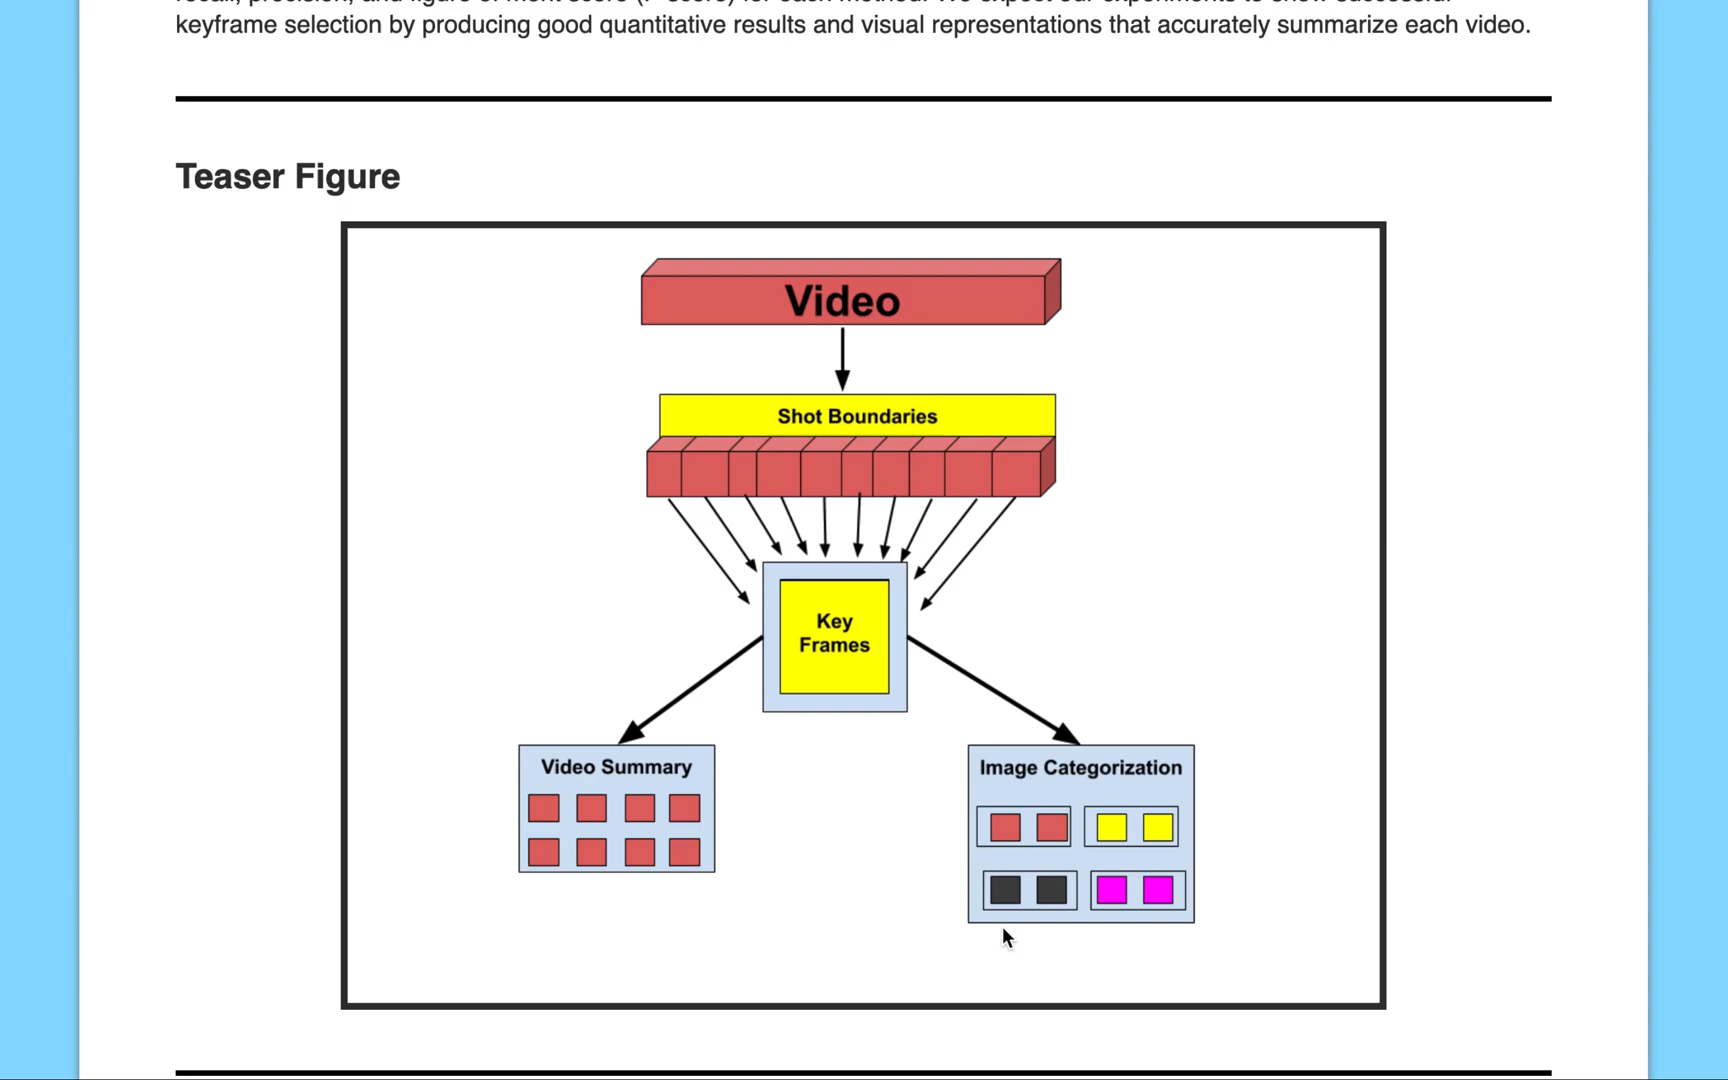 keyframe selection by producing good quantitative results and visual representations that accurately summarize each video.
Teaser Figure
Video
Shot Boundaries
Key
Frames
Video Summary
Image Categorization